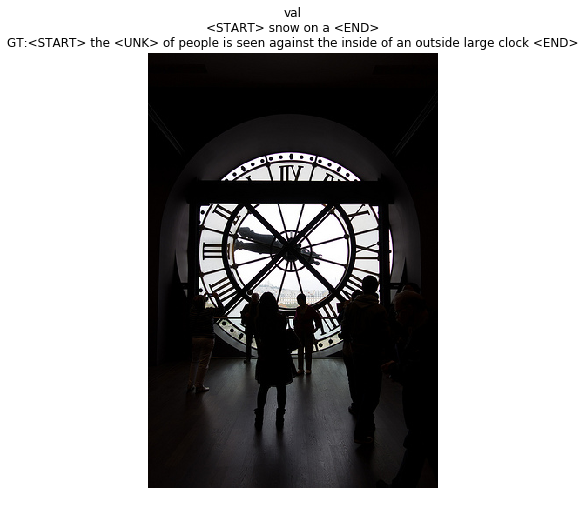 val
<START> snow on a <END>
GT:<START> the <UNK> of people is seen against the inside of an outside large clock <END>